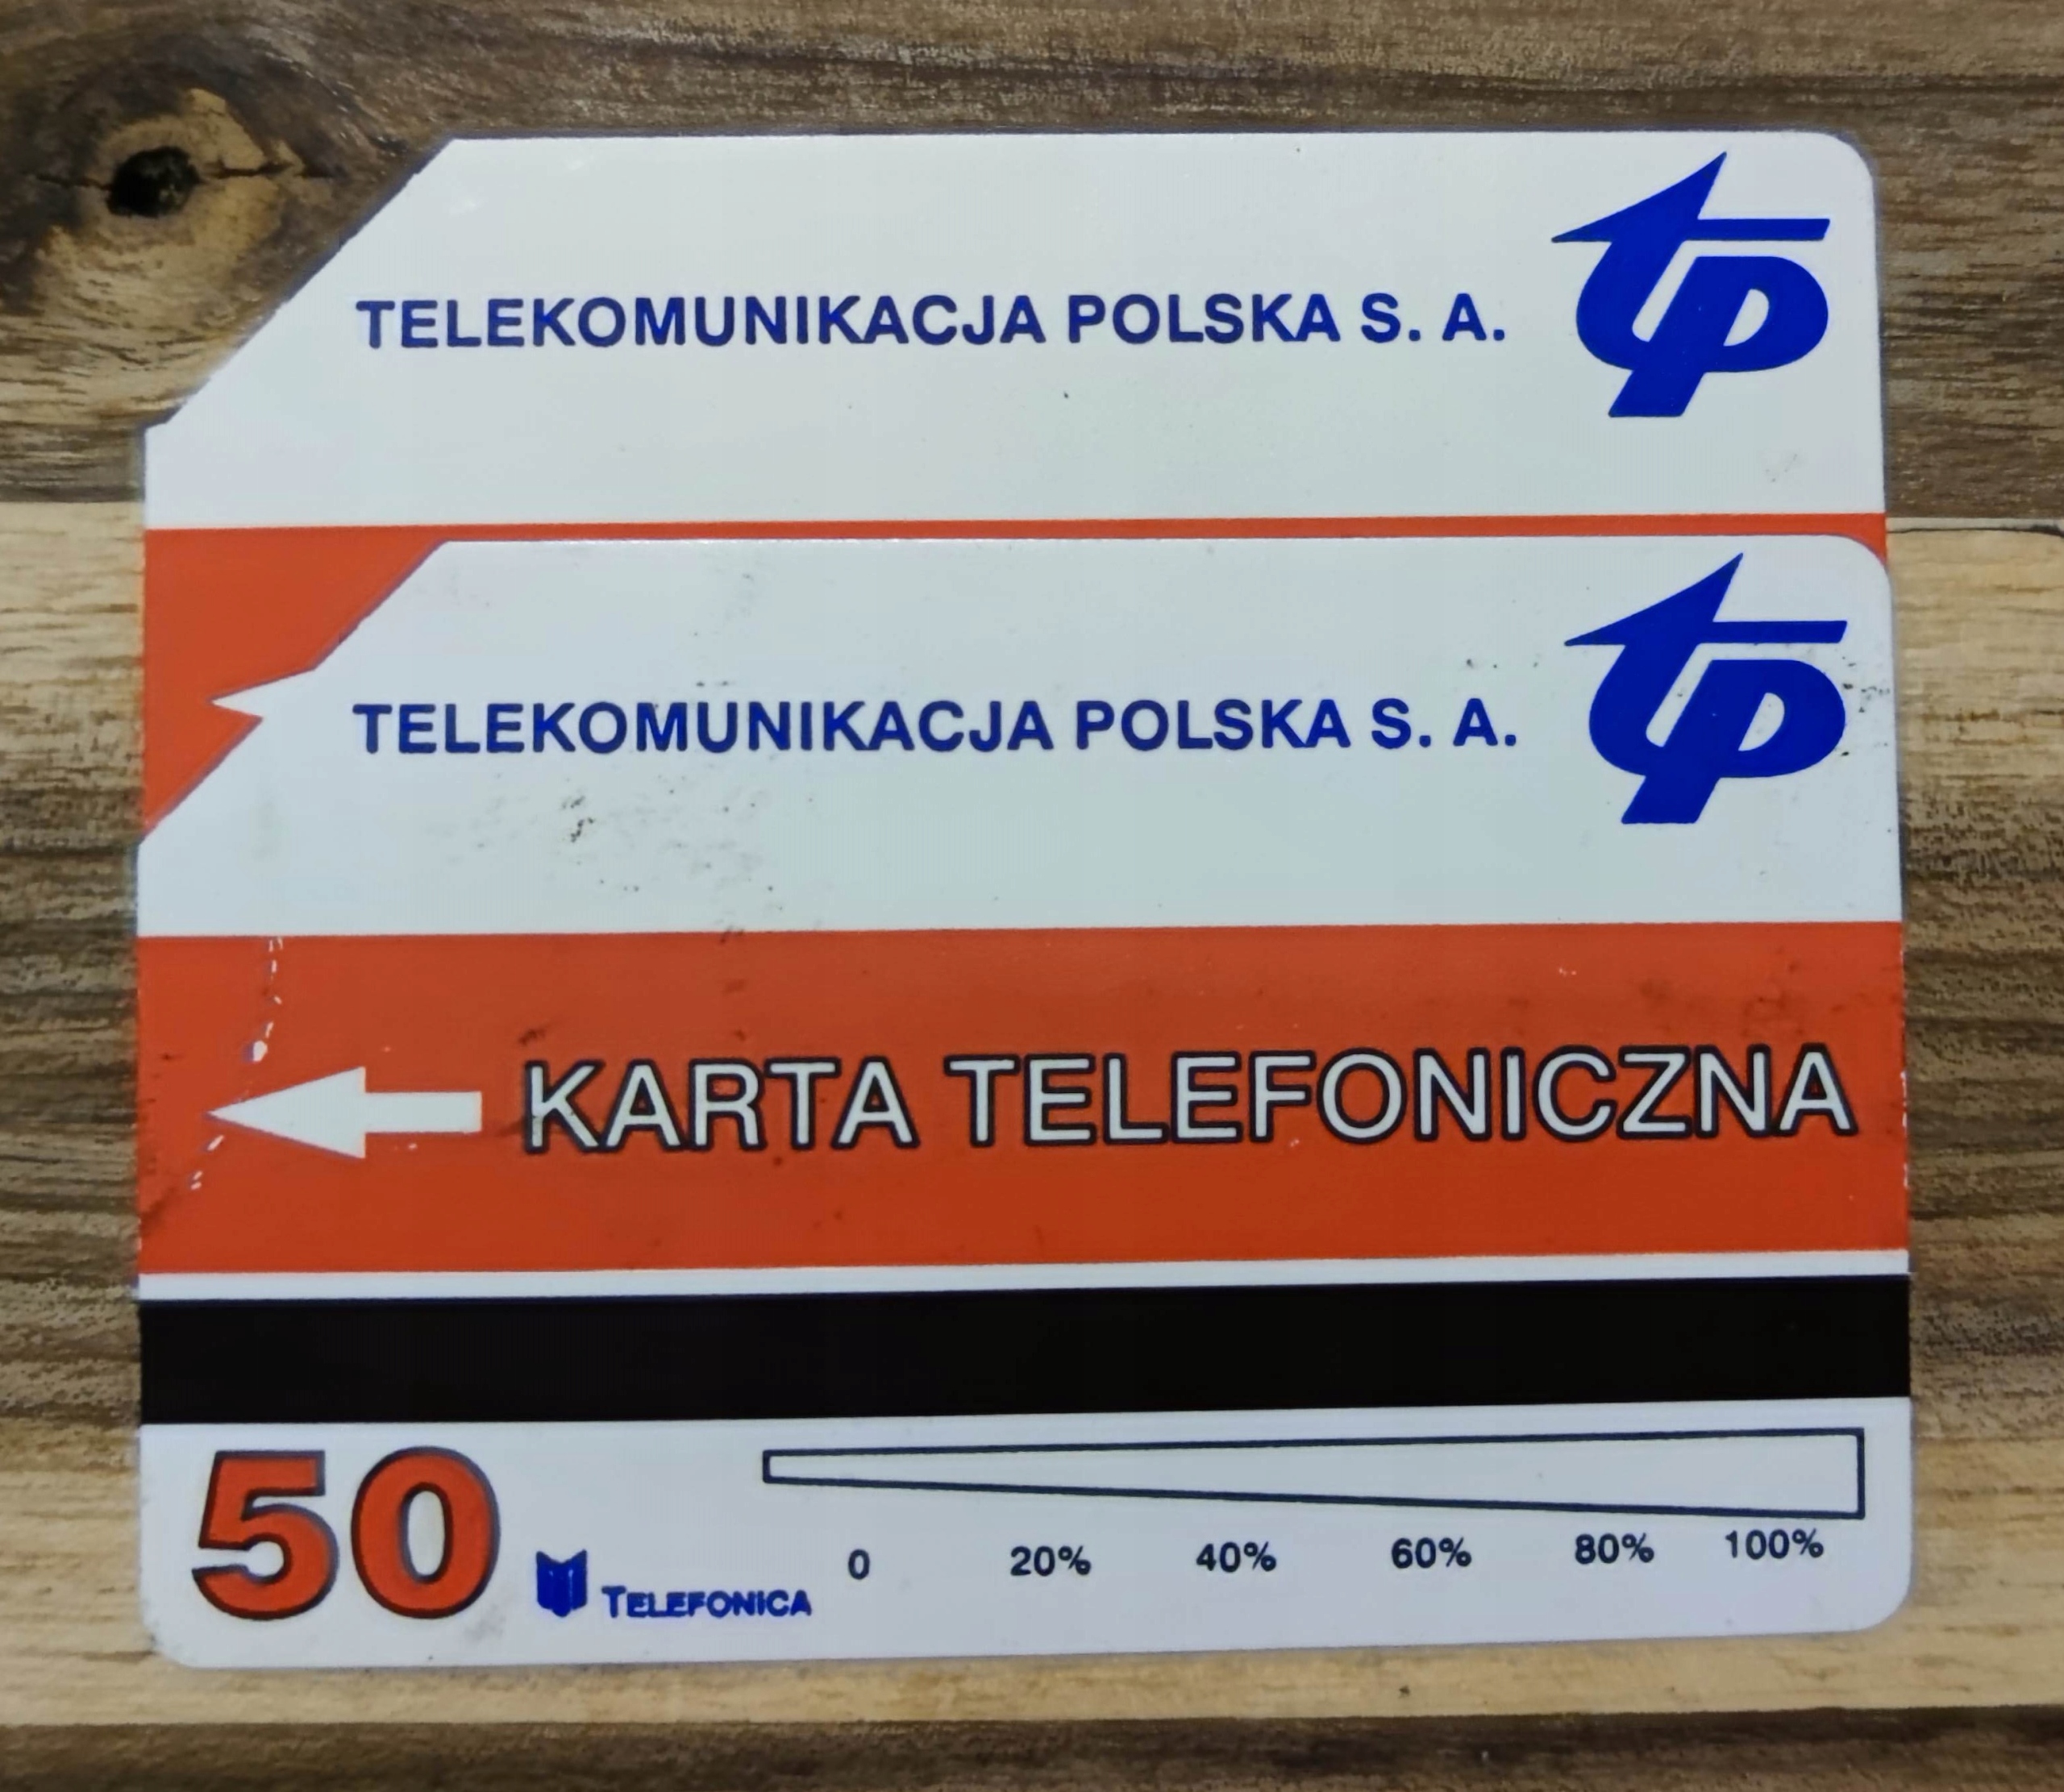 TELEKOMUNIKACJA POLSKA S. A.
tp
TELEKOMUNIKACJA POLSKA S. A.
tp
KARTA TELEFONICZNA
50
TELEFONICA
0 20% 40% 60% 80% 100%